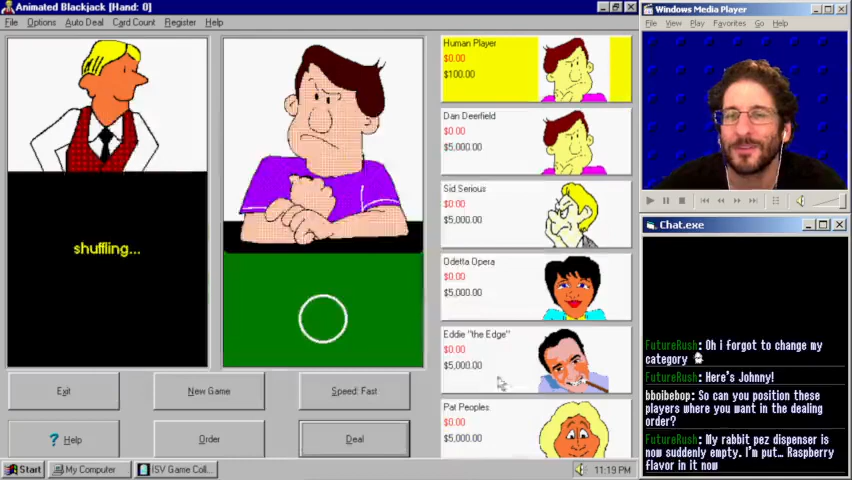 Animated Blackjack [Hand: 0]
File Options Auto Deal Card Count Register Help
shuffling...
Human Player
$0.00
$100.00
Dan Deerfield
$0.00
$5,000.00
Sid Serious
$0.00
$5,000.00
Odetta Opera
$0.00
$5,000.00
Eddie "the Edge"
$0.00
$5,000.00
Pat Peoples
$0.00
$5,000.00
Exit
New Game
Speed: Fast
? Help
Order
Deal
Start
My Computer
ISV Game Coll...
11:19 PM
Windows Media Player
File View Play Favorites Go Help
Chat.exe
FutureRush: Oh i forgot to change my
category
FutureRush: Here's Johnny!
bboibebop: So can you position these
players where you want in the dealing
order?
FutureRush: My rabbit pez dispenser is
now suddenly empty. I'm put... Raspberry
flavor in it now